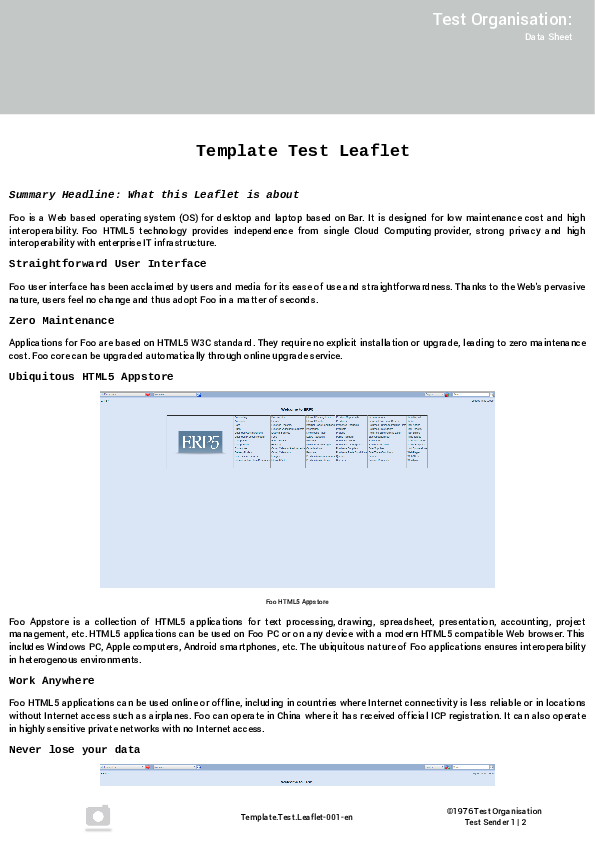 Test Organisation:
Data Sheet
Template Test Leaflet
Summary Headline: What this Leaflet is about
Foo is a Web based operating system (OS) for desktop and laptop based on Bar. It is designed for low maintenance cost and high
interoperability. Foo HTML5 technology provides independence from single Cloud Computing provider, strong privacy and high
interoperability with enterprise IT infrastructure.
Straightforward User Interface
Foo user interface has been acclaimed by users and media for its ease of use and straightforwardness. Thanks to the Web's pervasive
nature, users feel no change and thus adopt Foo in a matter of seconds.
Zero Maintenance
Applications for Foo are based on HTML5 W3C standard. They require no explicit installation or upgrade, leading to zero maintenance
cost. Foo core can be upgraded automatically through online upgrade service.
Ubiquitous HTML5 Appstore
Welcome to ERP5
ERP5
Foo HTML5 Appstore
Foo Appstore is a collection of HTML5 applications for text processing, drawing, spreadsheet, presentation, accounting, project
management, etc. HTML5 applications can be used on Foo PC or on any device with a modern HTML5 compatible Web browser. This
includes Windows PC, Apple computers, Android smartphones, etc. The ubiquitous nature of Foo applications ensures interoperability
in heterogenous environments.
Work Anywhere
Foo HTML5 applications can be used online or offline, including in countries where Internet connectivity is less reliable or in locations
without Internet access such as airplanes. Foo can operate in China where it has received official ICP registration. It can also operate
in highly sensitive private networks with no Internet access.
Never lose your data
Template.Test.Leaflet-001-en
©1976 Test Organisation
Test Sender 1 | 2